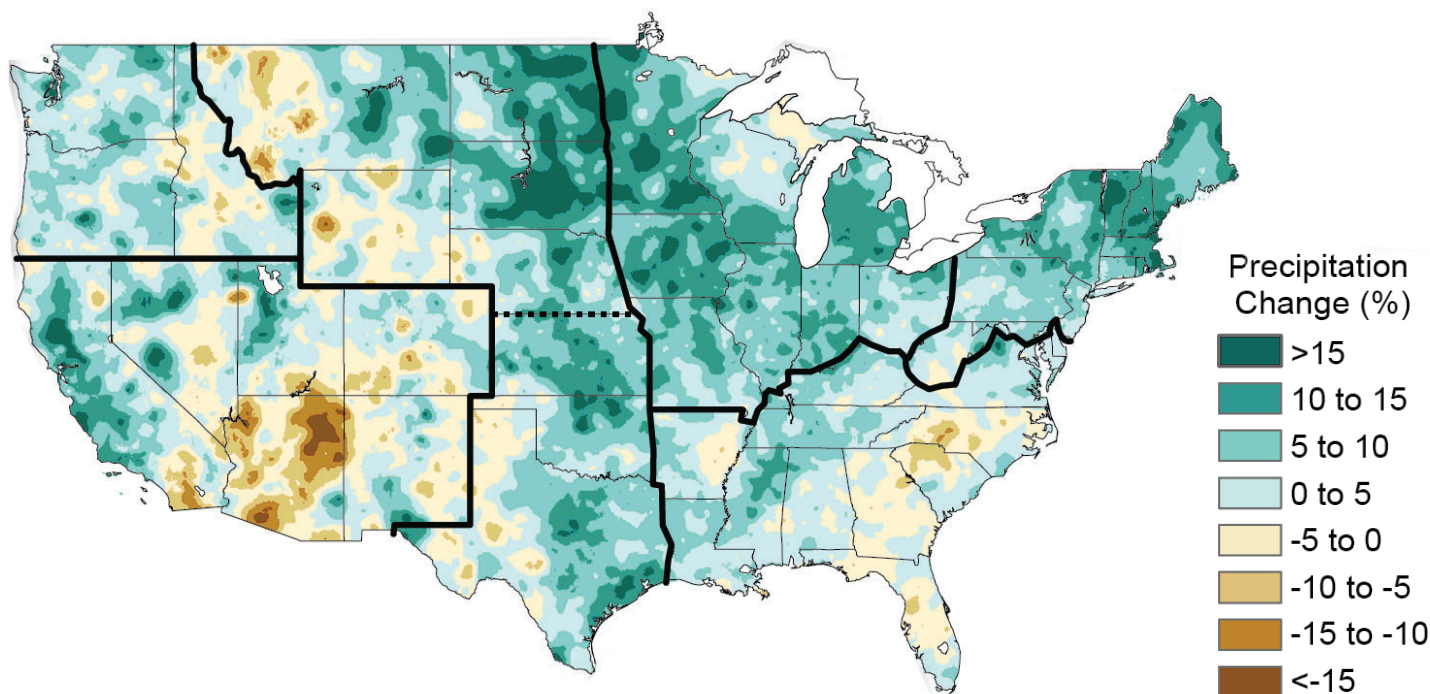 Precipitation
Change (%)
>15
10 to 15
5 to 10
0 to 5
-5 to 0
-10 to -5
-15 to -10
<-15